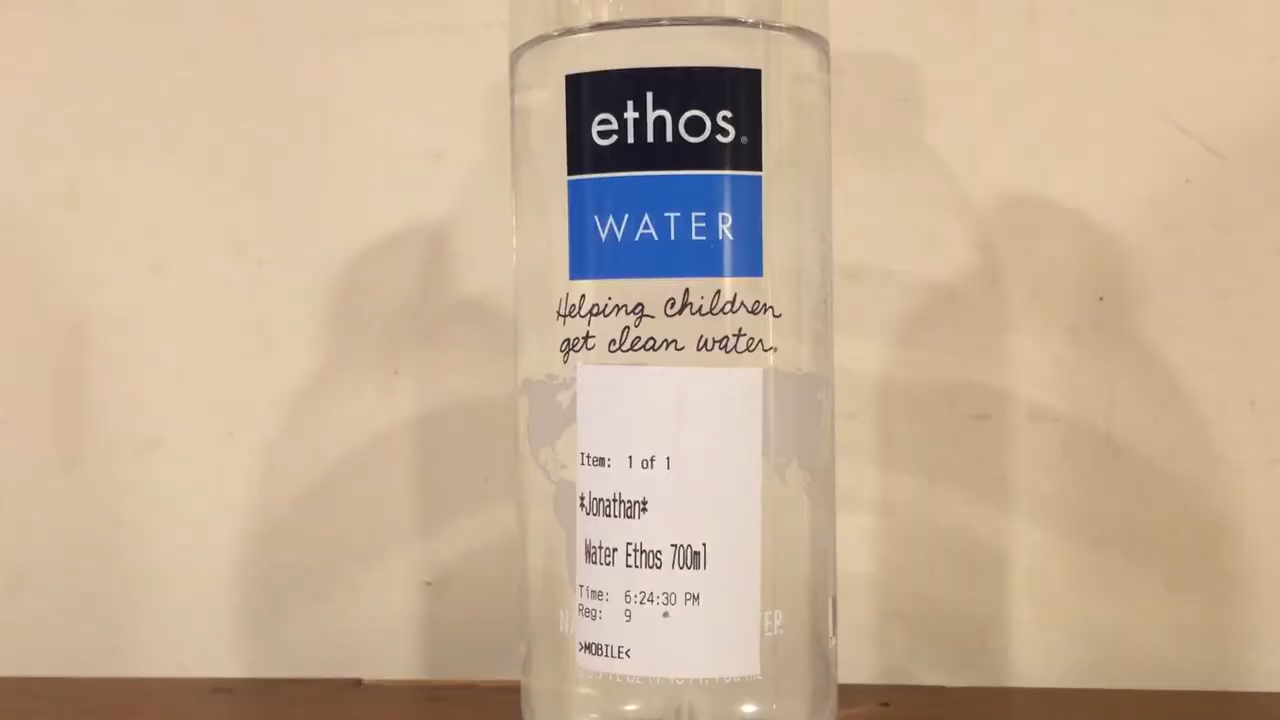 ethos®
WATER
Helping children
get clean water.
Item: 1 of 1
*Jonathan*
Water Ethos 700ml
Time: 6:24:30 PM
Reg: 9
>MOBILE<